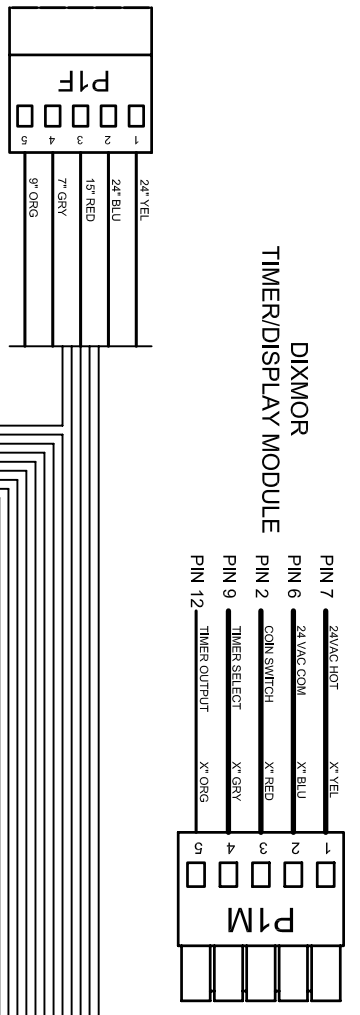 P1F
5
4
3
2
1
9" ORG
7" GRY
15" RED
24" BLU
24" YEL
DIXMOR
TIMER/DISPLAY MODULE
PIN 7
24VAC HOT
X" YEL
PIN 6
24 VAC COM
X" BLU
PIN 2
COIN SWITCH
X" RED
PIN 9
TIMER SELECT
X" GRY
PIN 12
TIMER OUTPUT
X" ORG
5
4
3
2
1
P1M